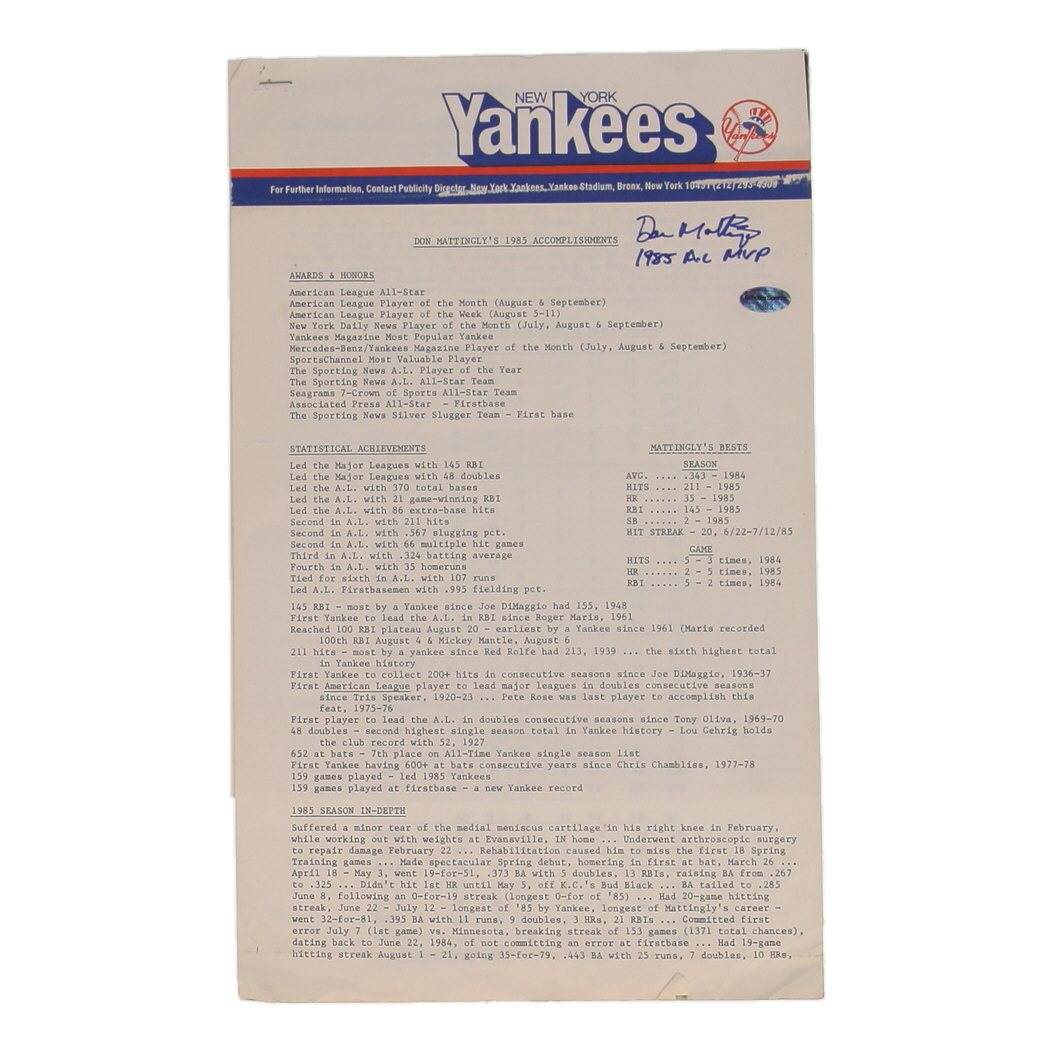 NEW YORK
Yankees
Yankees
For Further Information, Contact Publicity Director, New York Yankees, Yankee Stadium, Bronx, New York 10451 (212) 293-4300
Don Mattingly
1985 A.L MVP
DON MATTINGLY'S 1985 ACCOMPLISHMENTS
AWARDS & HONORS
American League All-Star
American League Player of the Month (August & September)
American League Player of the Week (August 5-11)
New York Daily News Player of the Month (July, August & September)
Yankees Magazine Most Popular Yankee
Mercedes-Benz/Yankees Magazine Player of the Month (July, August & September)
SportsChannel Most Valuable Player
The Sporting News A.L. Player of the Year
The Sporting News A.L. All-Star Team
Seagrams 7-Crown of Sports All-Star Team
Associated Press All-Star - Firstbase
The Sporting News Silver Slugger Team - First base
STATISTICAL ACHIEVEMENTS
Led the Major Leagues with 145 RBI
Led the Major Leagues with 48 doubles
Led the A.L. with 370 total bases
Led the A.L. with 21 game-winning RBI
Led the A.L. with 86 extra-base hits
Second in A.L. with 211 hits
Second in A.L. with .567 slugging pct.
Second in A.L. with 66 multiple hit games
Third in A.L. with .324 batting average
Fourth in A.L. with 35 homeruns
Tied for sixth in A.L. with 107 runs
Led A.L. Firstbasemen with .995 fielding pct.
MATTINGLY'S BESTS
SEASON
AVG. .... .343 - 1984
HITS .... 211 - 1985
HR ...... 35 - 1985
RBI ..... 145 - 1985
SB ...... 2 - 1985
HIT STREAK - 20, 6/22-7/12/85
GAME
HITS .... 5 - 3 times, 1984
HR ...... 2 - 5 times, 1985
RBI ..... 5 - 2 times, 1984
145 RBI - most by a Yankee since Joe DiMaggio had 155, 1948
First Yankee to lead the A.L. in RBI since Roger Maris, 1961
Reached 100 RBI plateau August 20 - earliest by a Yankee since 1961 (Maris recorded
100th RBI August 4 & Mickey Mantle, August 6
211 hits - most by a yankee since Red Rolfe had 213, 1939 ... the sixth highest total
in Yankee history
First Yankee to collect 200+ hits in consecutive seasons since Joe DiMaggio, 1936-37
First American League player to lead major leagues in doubles consecutive seasons
since Tris Speaker, 1920-23 ... Pete Rose was last player to accomplish this
feat, 1975-76
First player to lead the A.L. in doubles consecutive seasons since Tony Oliva, 1969-70
48 doubles - second highest single season total in Yankee history - Lou Gehrig holds
the club record with 52, 1927
652 at bats - 7th place on All-Time Yankee single season list
First Yankee having 600+ at bats consecutive years since Chris Chambliss, 1977-78
159 games played - led 1985 Yankees
159 games played at firstbase - a new Yankee record
1985 SEASON IN-DEPTH
Suffered a minor tear of the medial meniscus cartilage in his right knee in February,
while working out with weights at Evansville, IN home ... Underwent arthroscopic surgery
to repair damage February 22 ... Rehabilitation caused him to miss the first 18 Spring
Training games ... Made spectacular Spring debut, homering in first at bat, March 26 ...
April 18 - May 3, went 19-for-51, .373 BA with 5 doubles, 13 RBIs, raising BA from .267
to .325 ... Didn't hit 1st HR until May 5, off K.C.'s Bud Black ... BA tailed to .285
June 8, following an 0-for-19 streak (longest 0-for of '85) ... Had 20-game hitting
streak, June 22 - July 12 - longest of '85 by Yankee, longest of Mattingly's career -
went 32-for-81, .395 BA with 11 runs, 9 doubles, 3 HRs, 21 RBIs ... Committed first
error July 7 (1st game) vs. Minnesota, breaking streak of 153 games (1371 total chances),
dating back to June 22, 1984, of not committing an error at firstbase ... Had 19-game
hitting streak August 1 - 21, going 35-for-79, .443 BA with 25 runs, 7 doubles, 10 HRs,